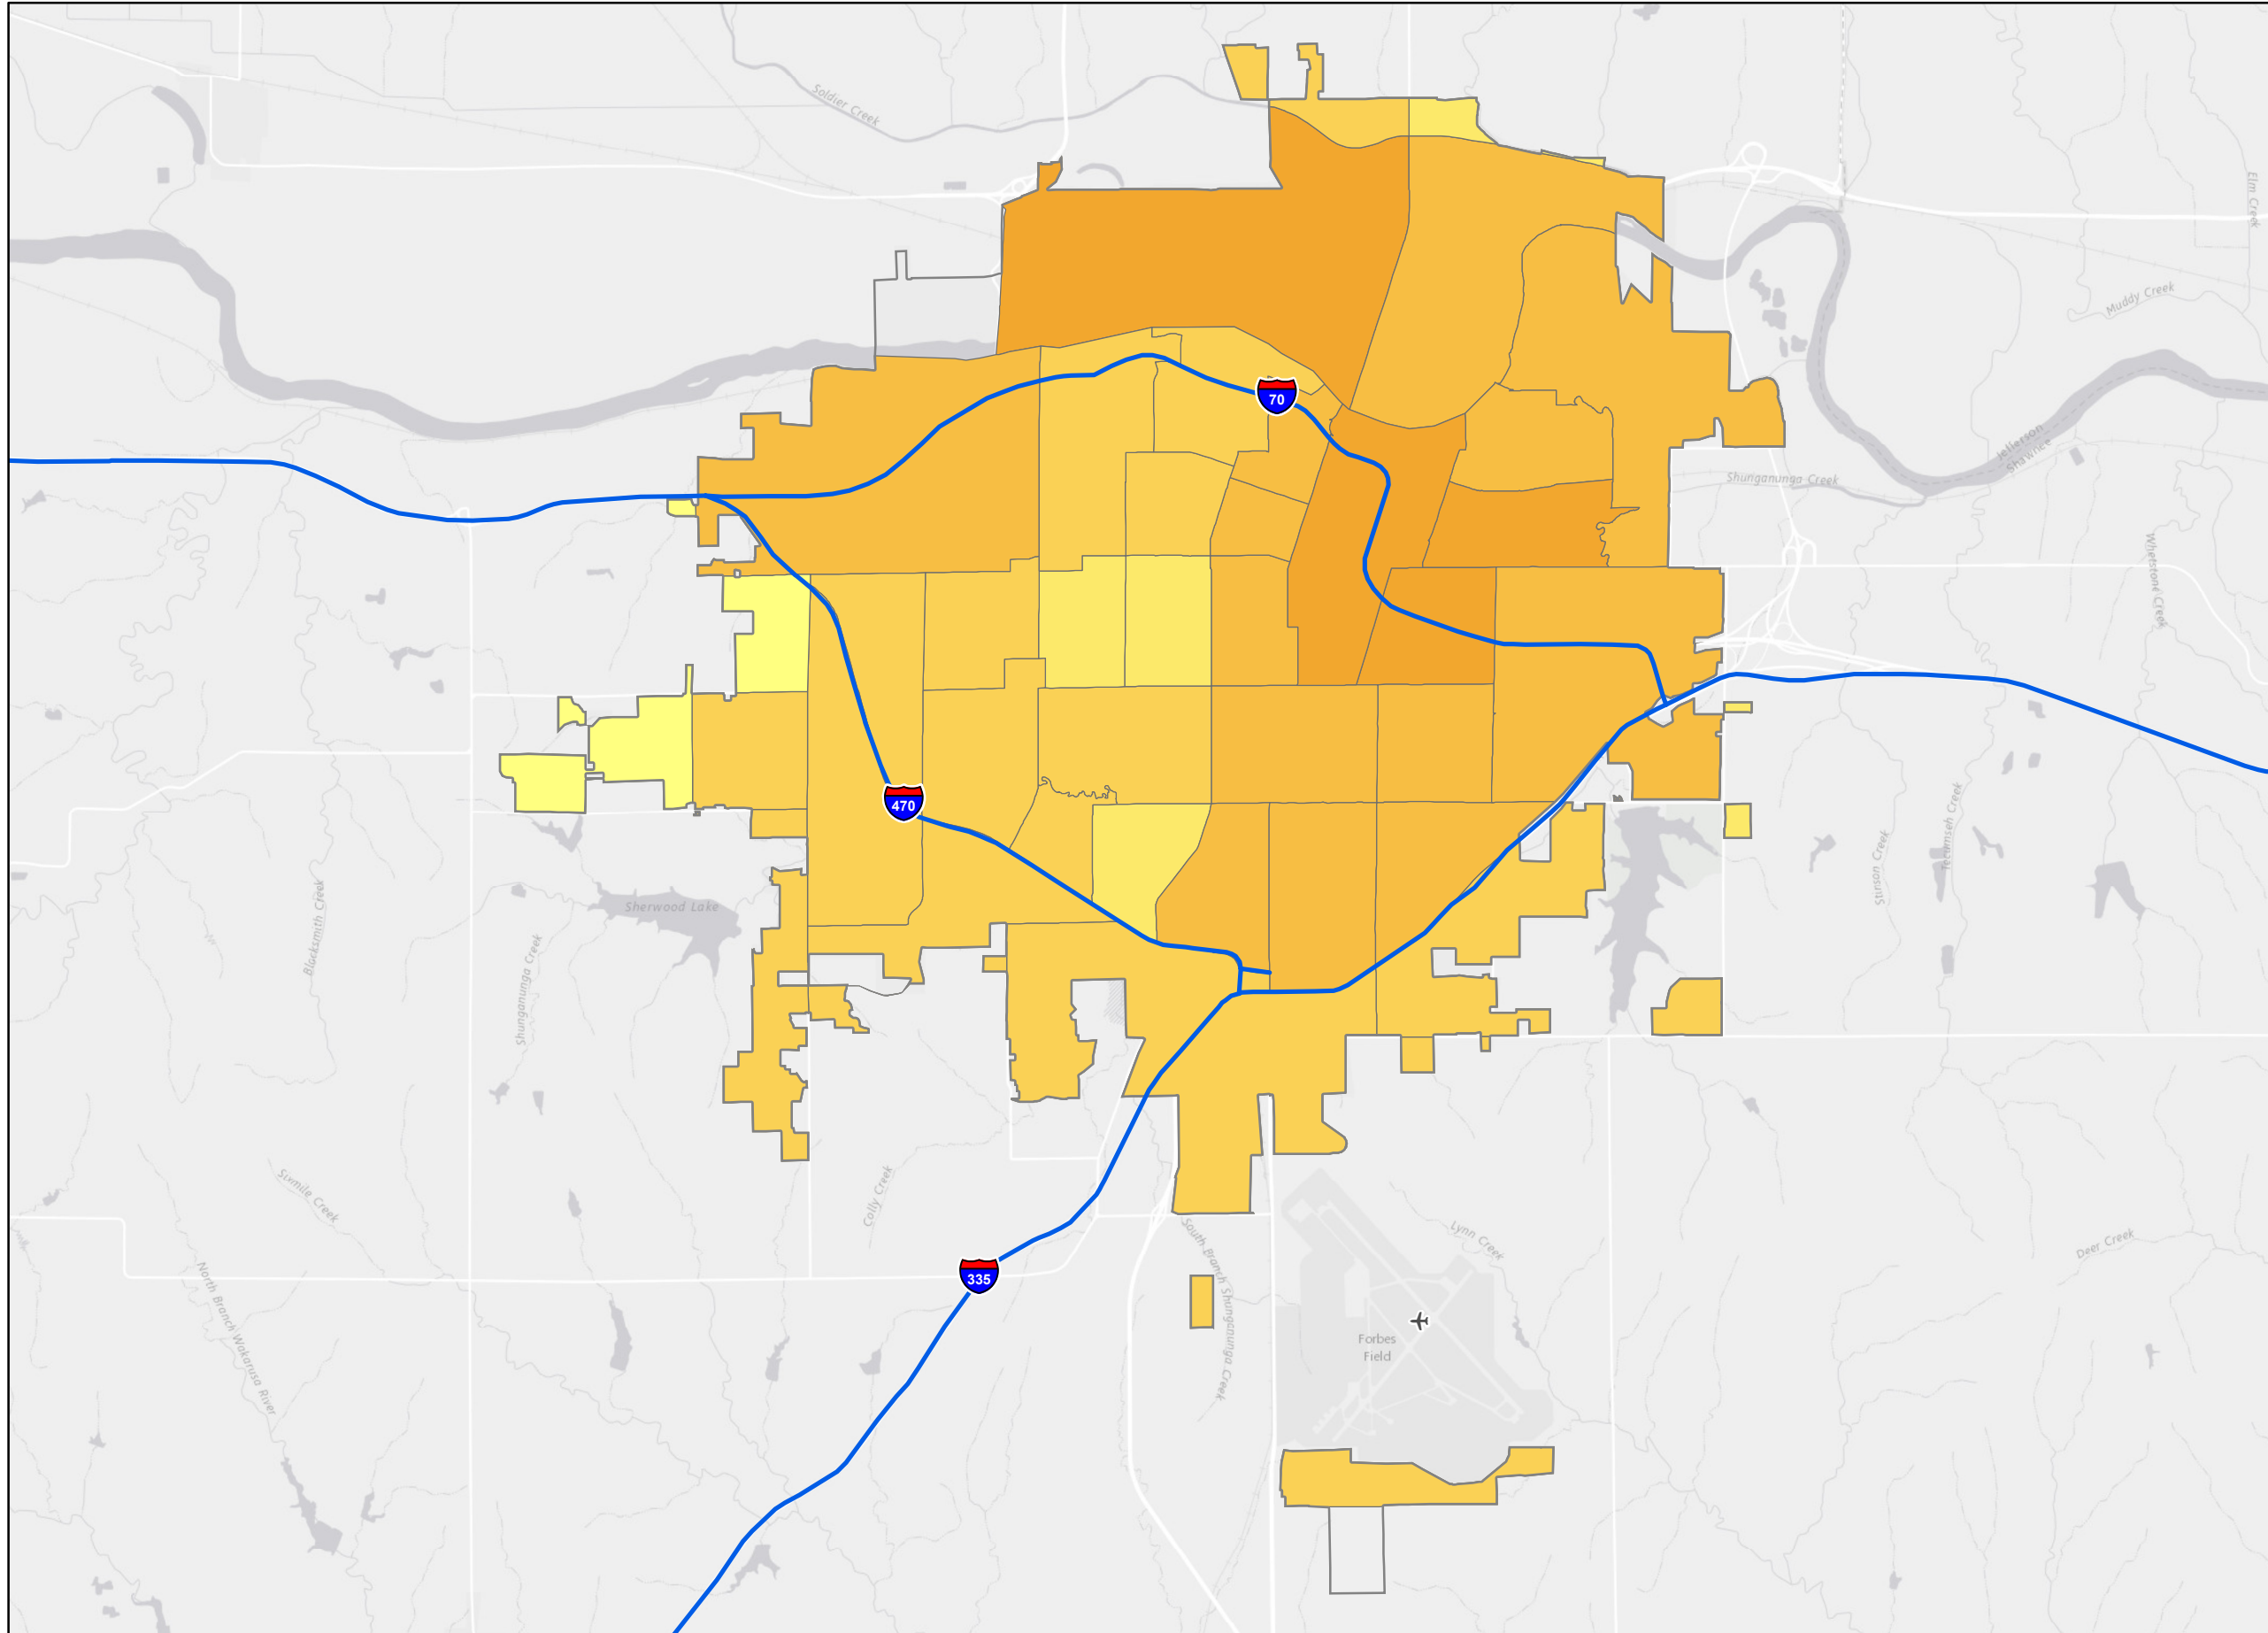 Soldier Creek
Elm Creek
Muddy Creek
70
Jefferson
Shawnee
Shunganunga Creek
Whetstone Creek
470
Sherwood Lake
Blacksmith Creek
Shunganunga Creek
Stinson Creek
Tecumseh Creek
Sixmile Creek
Colly Creek
South Branch Shunganunga Creek
Lynn Creek
Deer Creek
North Branch Wakarusa River
335
Forbes
Field